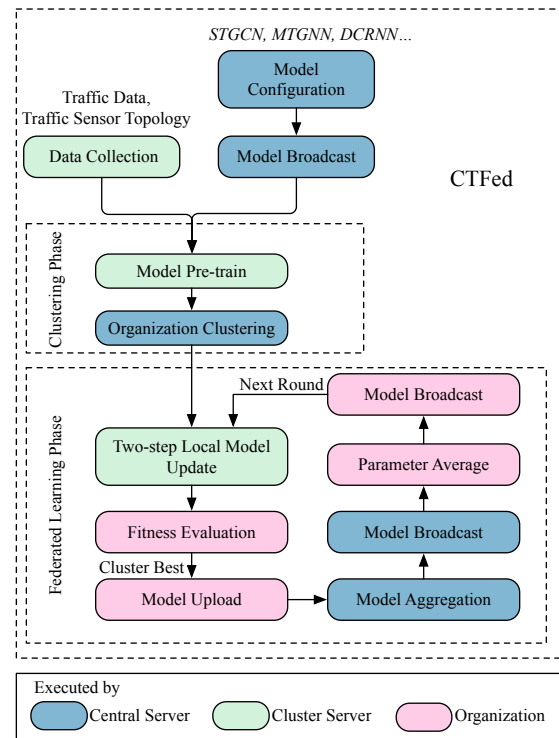 STGCN, MTGNN, DCRNN…
Model
Configuration
Traffic Data,
Traffic Sensor Topology
Data Collection
Model Broadcast
CTFed
Clustering Phase
Model Pre-train
Organization Clustering
Federated Learning Phase
Next Round
Model Broadcast
Two-step Local Model
Update
Parameter Average
Fitness Evaluation
Model Broadcast
Cluster Best
Model Upload
Model Aggregation
Executed by
Central Server
Cluster Server
Organization